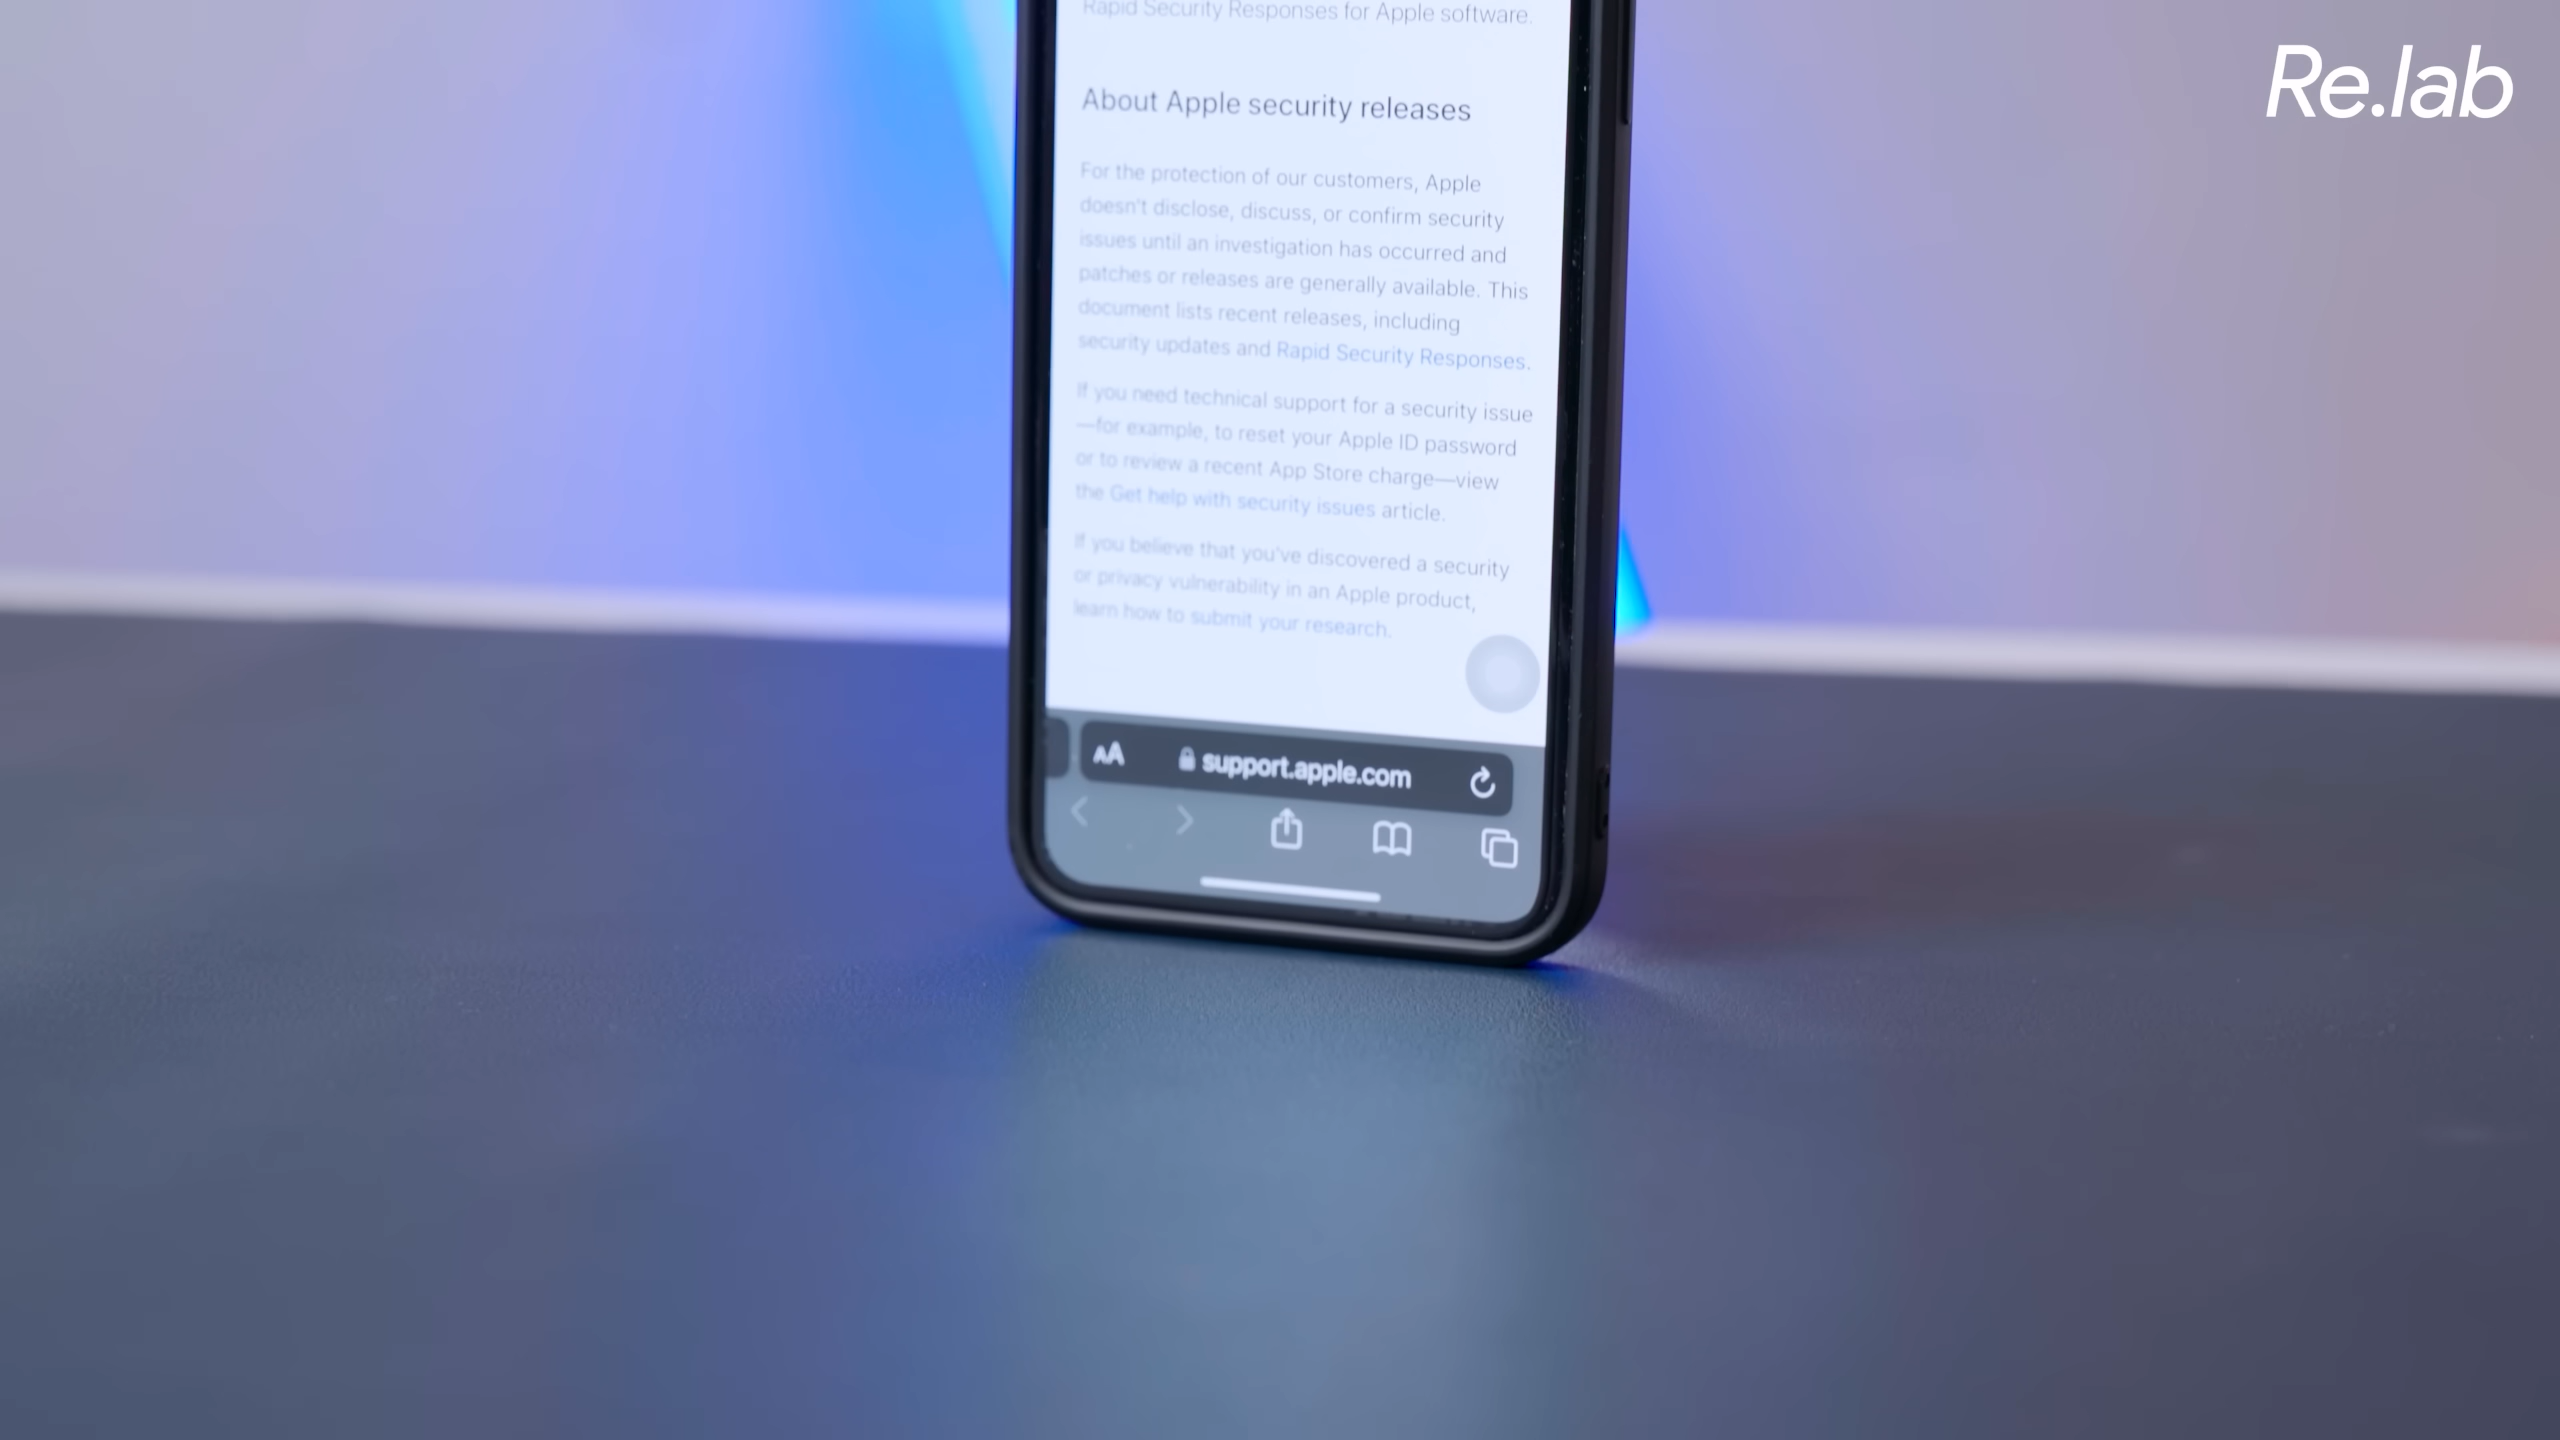 Re.lab
Rapid Security Responses for Apple software.
About Apple security releases
For the protection of our customers, Apple
doesn't disclose, discuss, or confirm security
issues until an investigation has occurred and
patches or releases are generally available. This
document lists recent releases, including
security updates and Rapid Security Responses.
If you need technical support for a security issue
—for example, to reset your Apple ID password
or to review a recent App Store charge—view
the Get help with security issues article.
If you believe that you've discovered a security
or privacy vulnerability in an Apple product,
learn how to submit your research.
AA support.apple.com